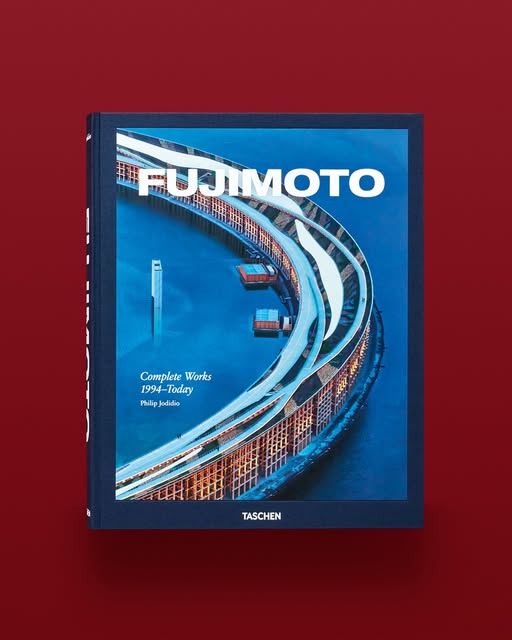 FUJIMOTO
Complete Works
1994–Today
Philip Jodidio
TASCHEN